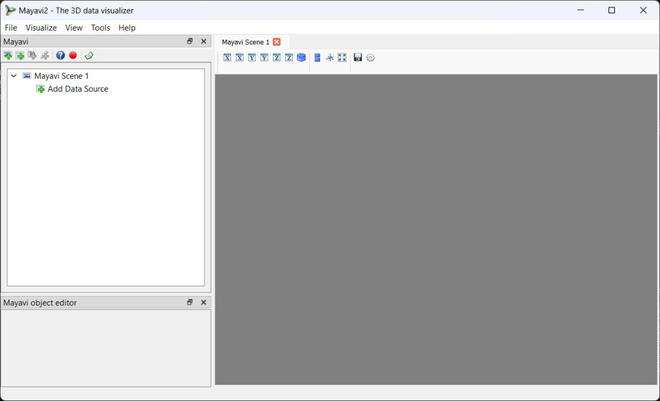 Mayavi2 - The 3D data visualizer
File Visualize View Tools Help
Mayavi
Mayavi Scene 1
X X Y Y Z Z
Mayavi Scene 1
Add Data Source
Mayavi object editor